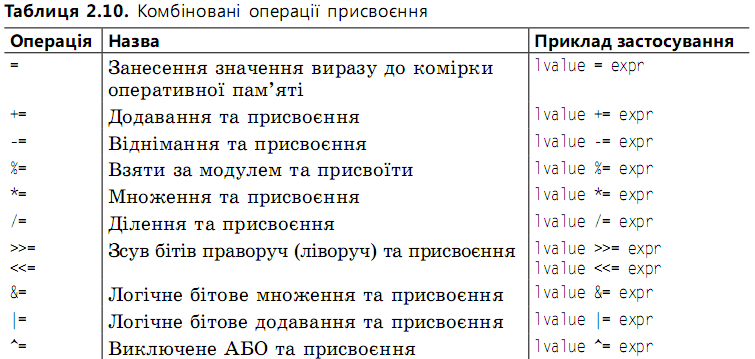 Таблиця 2.10. Комбіновані операції присвоєння
Операція Назва Приклад застосування
= Занесення значення виразу до комірки lvalue = expr
оперативної пам’яті
+= Додавання та присвоєння lvalue += expr
-= Віднімання та присвоєння lvalue -= expr
%= Взяти за модулем та присвоїти lvalue %= expr
*= Множення та присвоєння lvalue *= expr
/= Ділення та присвоєння lvalue /= expr
>>= Зсув бітів праворуч (ліворуч) та присвоєння lvalue >>= expr
<<= lvalue <<= expr
&= Логічне бітове множення та присвоєння lvalue &= expr
|= Логічне бітове додавання та присвоєння lvalue |= expr
^= Виключене АБО та присвоєння lvalue ^= expr